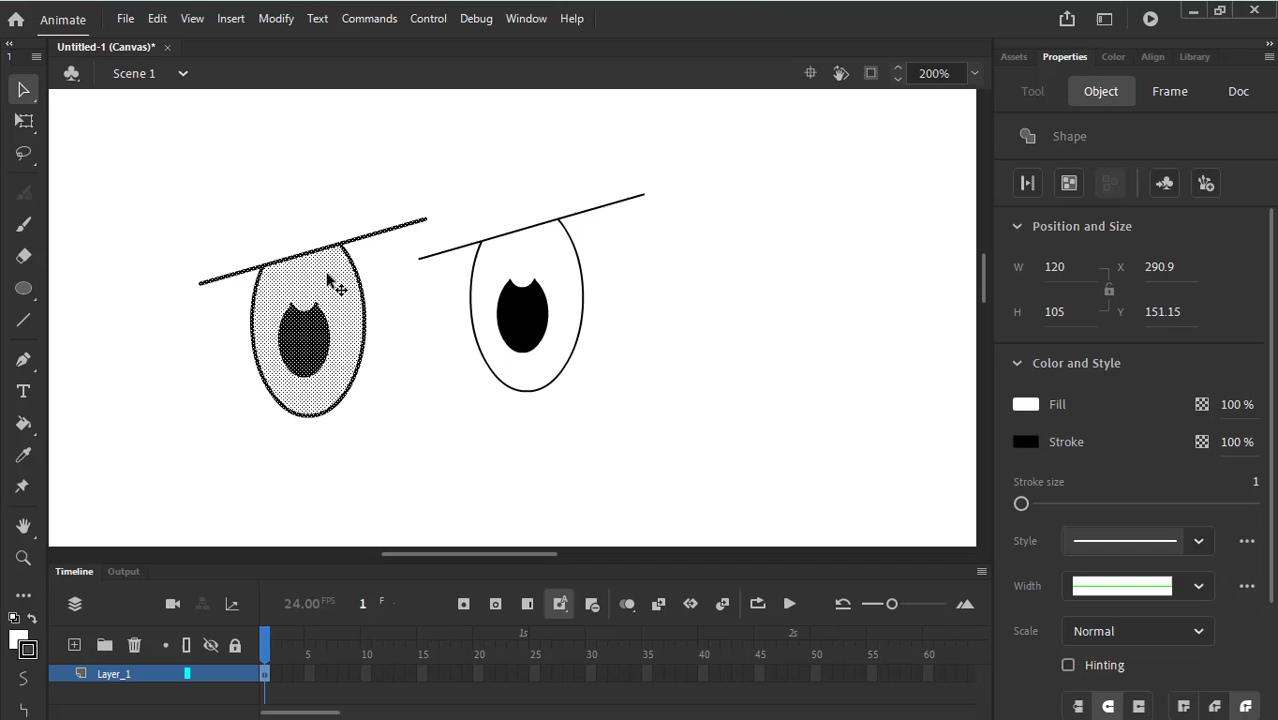 Animate File Edit View Insert Modify Text Commands Control Debug Window Help
Untitled-1 (Canvas)*
Scene 1
200%
Assets Properties Color Align Library
Tool Object Frame Doc
Shape
Position and Size
W 120 X 290.9
H 105 Y 151.15
Color and Style
Fill 100 %
Stroke 100 %
Stroke size 1
Style
Width
Scale Normal
Hinting
1
Timeline Output
24.00 FPS 1 F
1s 2s
5 10 15 20 25 30 35 40 45 50 55 60
Layer_1